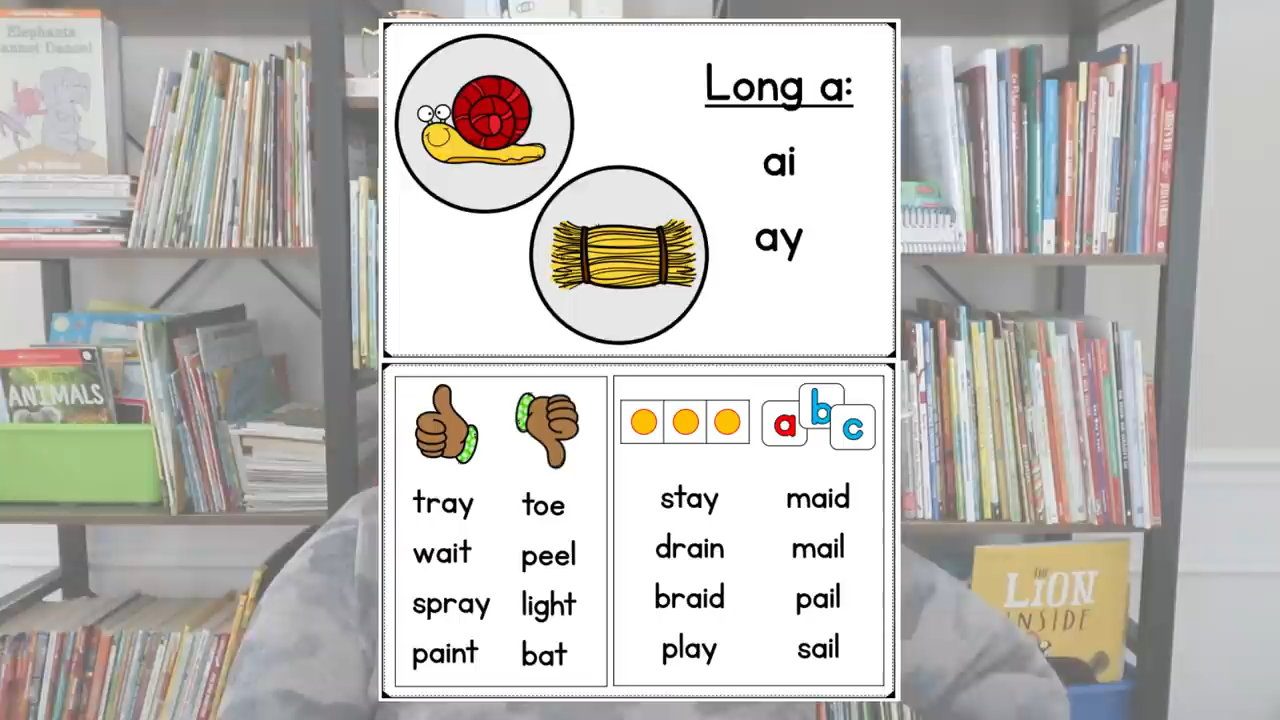 Elephants
Cannot Dance!
ANIMALS
THE
LION
INSIDE
Long a:
ai
ay
a b c
tray toe
wait peel
spray light
paint bat
stay maid
drain mail
braid pail
play sail